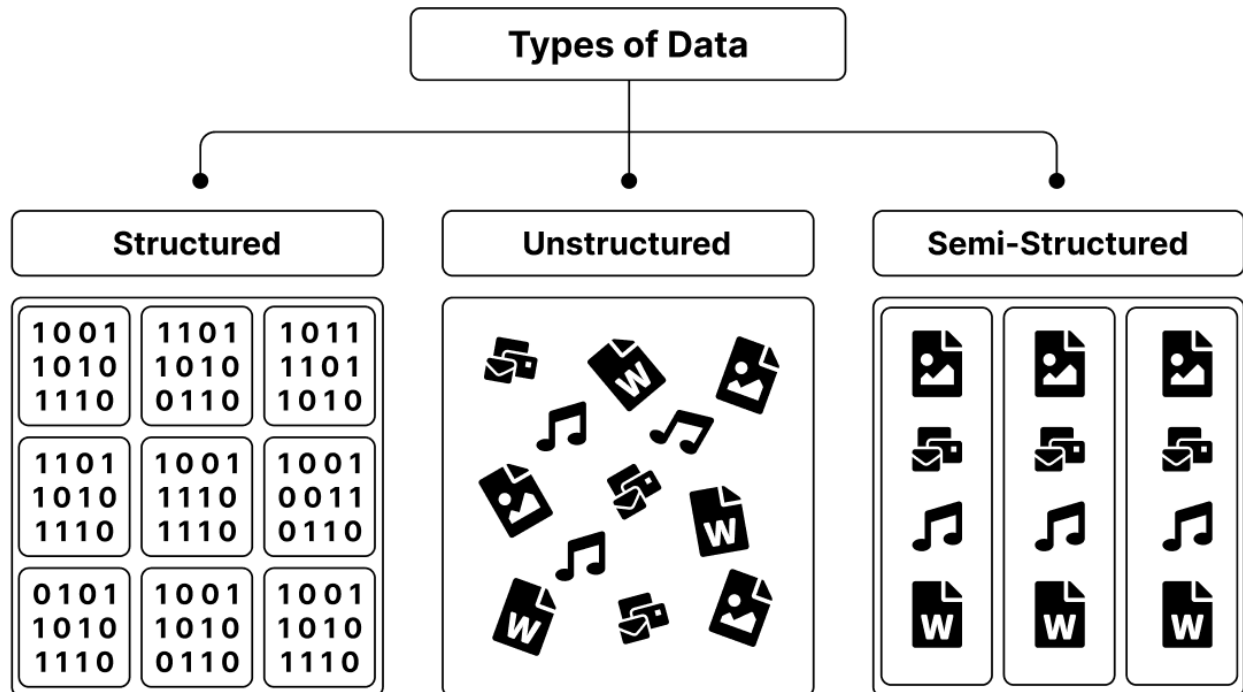 Types of Data
Structured
Unstructured
Semi-Structured
1001 1101 1011
1010 1010 1101
1110 0110 1010
1101 1001 1001
1010 1110 0011
1110 1110 0110
0101 1001 1001
1010 1010 1010
1110 0110 1110
W
W
W
W W W